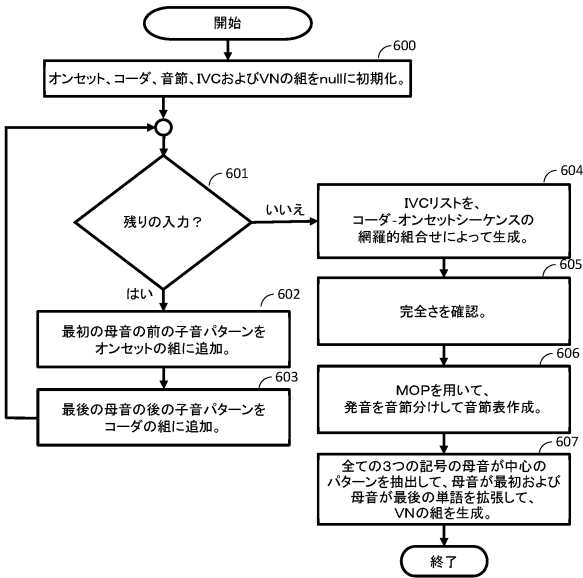 開始
600
オンセット、コーダ、音節、IVCおよびVNの組をnullに初期化。
601
残りの入力?
いいえ
はい
602
最初の母音の前の子音パターンを
オンセットの組に追加。
603
最後の母音の後の子音パターンを
コーダの組に追加。
604
IVCリストを、
コーダ-オンセットシーケンスの
網羅的組合せによって生成。
605
完全さを確認。
606
MOPを用いて、
発音を音節分けして音節表作成。
607
全ての3つの記号の母音が中心の
パターンを抽出して、母音が最初および
母音が最後の単語を拡張して、
VNの組を生成。
終了